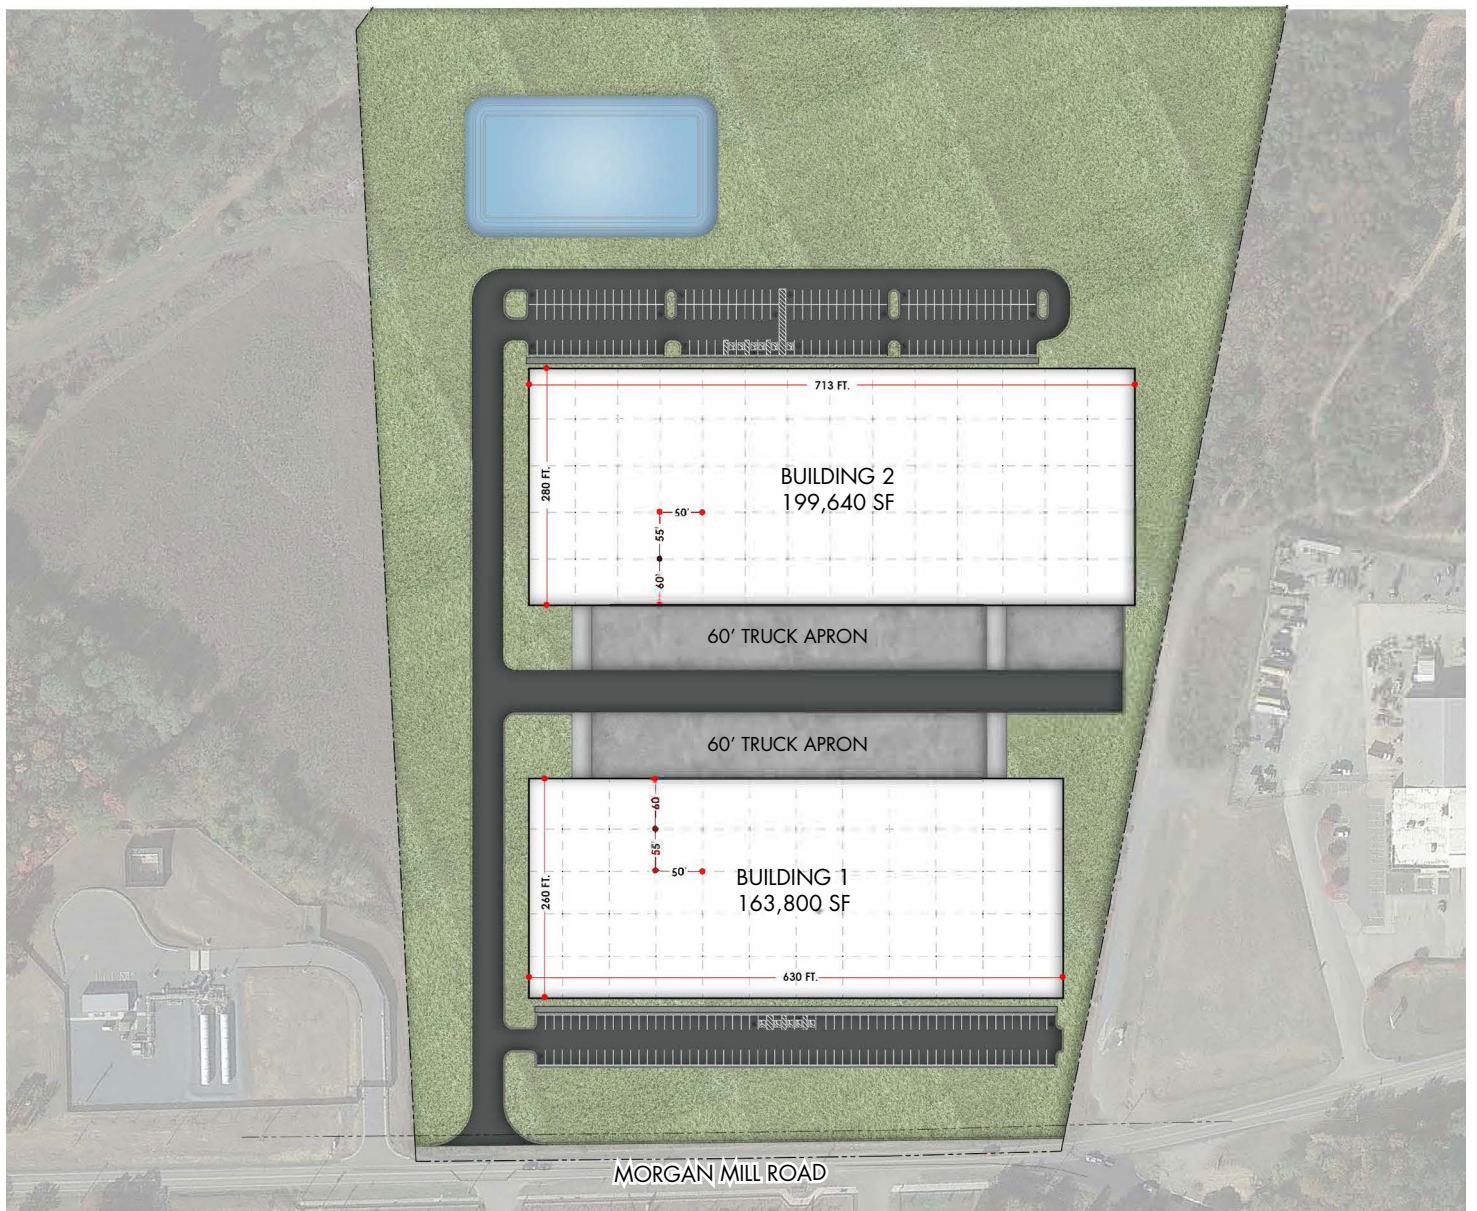 713 FT.
280 FT.
BUILDING 2
199,640 SF
50'
55'
60'
60' TRUCK APRON
60' TRUCK APRON
60'
55'
50'
BUILDING 1
163,800 SF
260 FT.
630 FT.
MORGAN MILL ROAD